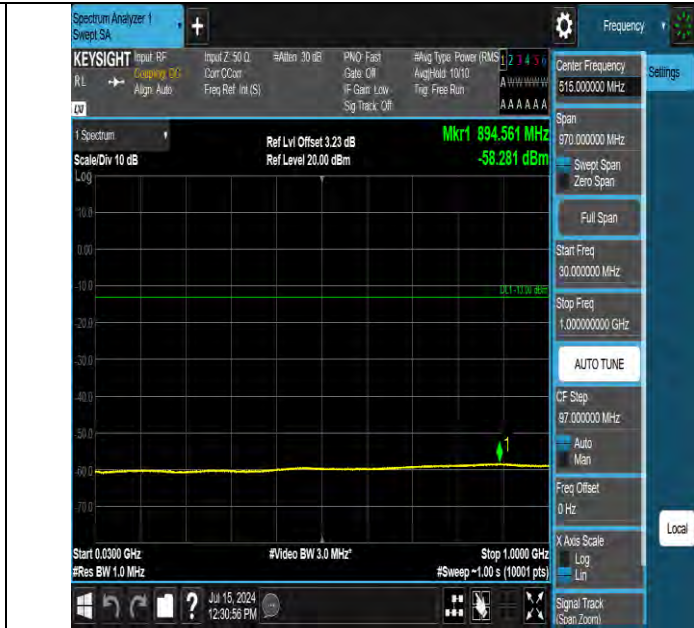 Spectrum Analyzer 1
Swept SA
Frequency
KEYSIGHT
Input: RF
Input Z: 50 Ω
#Atten: 30 dB
PNO: Fast
#Avg Type: Power (RMS
1 2 3 4 5 6
RL
Coupling: DC
Corr CCorr
Gate: Off
Avg|Hold: 10/10
A W W W W W
Align: Auto
Freq Ref: Int (S)
IF Gain: Low
Trig: Free Run
Sig Track: Off
A A A A A A
LXI
Settings
Center Frequency
515.000000 MHz
Span
970.000000 MHz
Swept Span
Zero Span
Full Span
Start Freq
30.000000 MHz
Stop Freq
1.000000000 GHz
AUTO TUNE
CF Step
97.000000 MHz
Auto
Man
Freq Offset
0 Hz
X Axis Scale
Log
Lin
Signal Track
(Span Zoom)
Local
1 Spectrum
Scale/Div 10 dB
Ref Lvl Offset 3.23 dB
Ref Level 20.00 dBm
Mkr1 894.561 MHz
-58.281 dBm
Log
10.0
0.00
-10.0
DL1 -13.00 dBm
-30.0
-40.0
-50.0
1
-60.0
-70.0
Start 0.0300 GHz
#Video BW 3.0 MHz*
Stop 1.0000 GHz
#Res BW 1.0 MHz
#Sweep ~1.00 s (10001 pts)
?
Jul 15, 2024
12:30:56 PM